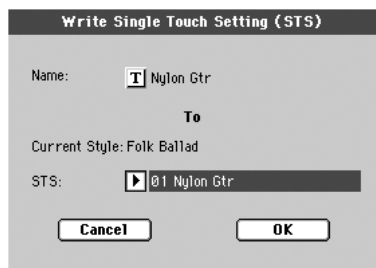 Write Single Touch Setting (STS)
Name: T Nylon Gtr
To
Current Style: Folk Ballad
STS: 01 Nylon Gtr
Cancel OK